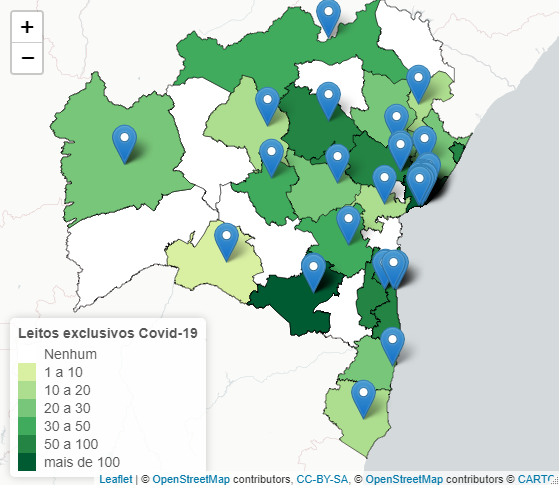 +
−
Leitos exclusivos Covid-19
Nenhum
1 a 10
10 a 20
20 a 30
30 a 50
50 a 100
mais de 100
Leaflet | © OpenStreetMap contributors, CC-BY-SA, © OpenStreetMap contributors © CARTO